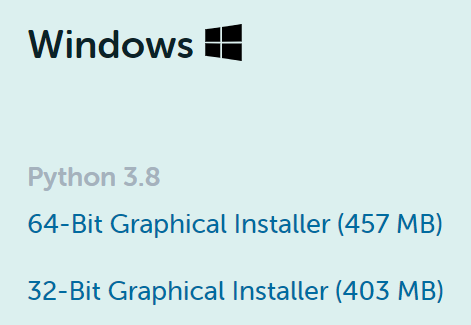 Windows
Python 3.8
64-Bit Graphical Installer (457 MB)
32-Bit Graphical Installer (403 MB)